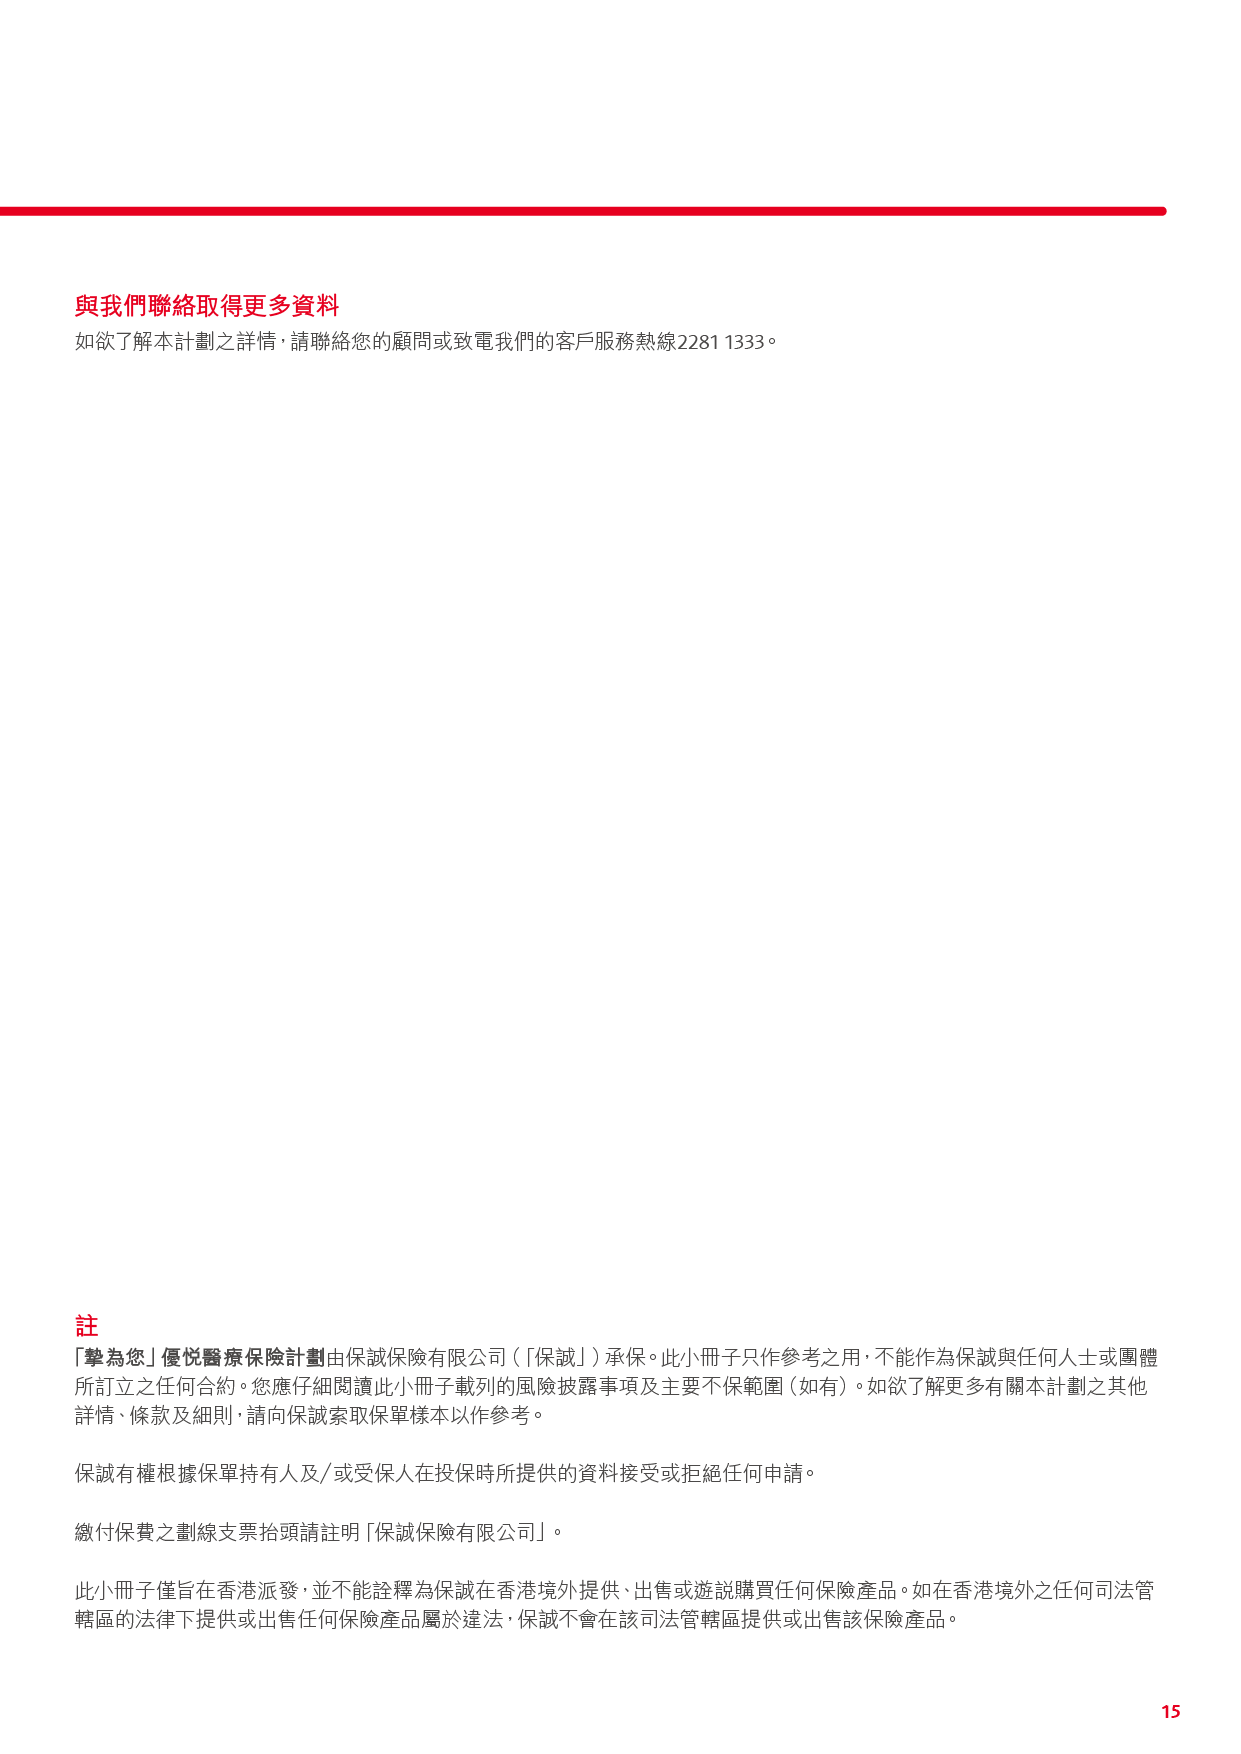 與我們聯絡取得更多資料
如欲了解本計劃之詳情，請聯絡您的顧問或致電我們的客戶服務熱線2281 1333。
註
「摯為您」優悦醫療保險計劃由保誠保險有限公司（「保誠」）承保。此小冊子只作參考之用，不能作為保誠與任何人士或團體
所訂立之任何合約。您應仔細閱讀此小冊子載列的風險披露事項及主要不保範圍（如有）。如欲了解更多有關本計劃之其他
詳情、條款及細則，請向保誠索取保單樣本以作參考。
保誠有權根據保單持有人及/或受保人在投保時所提供的資料接受或拒絕任何申請。
繳付保費之劃線支票抬頭請註明「保誠保險有限公司」。
此小冊子僅旨在香港派發，並不能詮釋為保誠在香港境外提供、出售或遊説購買任何保險產品。如在香港境外之任何司法管
轄區的法律下提供或出售任何保險產品屬於違法，保誠不會在該司法管轄區提供或出售該保險產品。
15